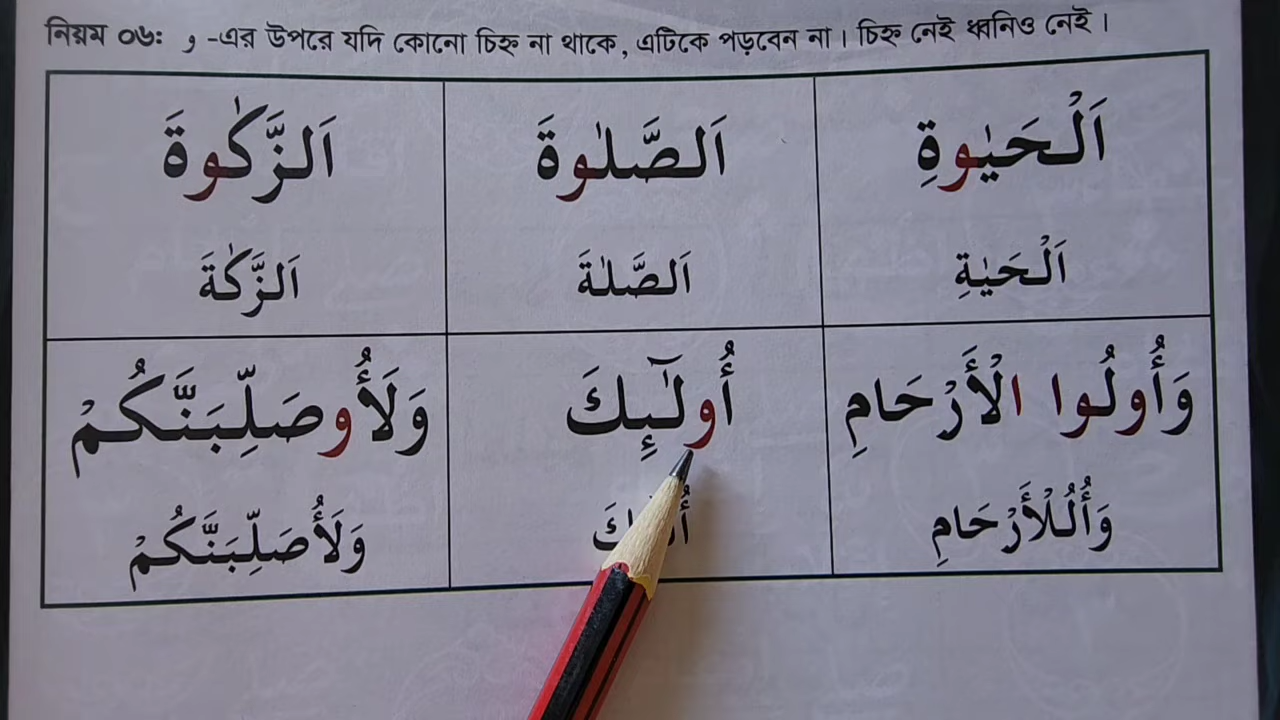 নিয়ম ০৬: و -এর উপরে যদি কোনো চিহ্ন না থাকে, এটিকে পড়বেন না। চিহ্ন নেই ধ্বনিও নেই।
اَلْحَيٰوةِ اَلصَّلٰوةَ اَلزَّكٰوةَ
اَلْحَيٰةِ اَلصَّلٰةَ اَلزَّكٰةَ
وَأُولُوا الْأَرْحَامِ أُولَٰٓئِكَ وَلَأُوصَلِّبَنَّكُمْ
وَأُلُلْأَرْحَامِ وَلَأُصَلِّبَنَّكُمْ